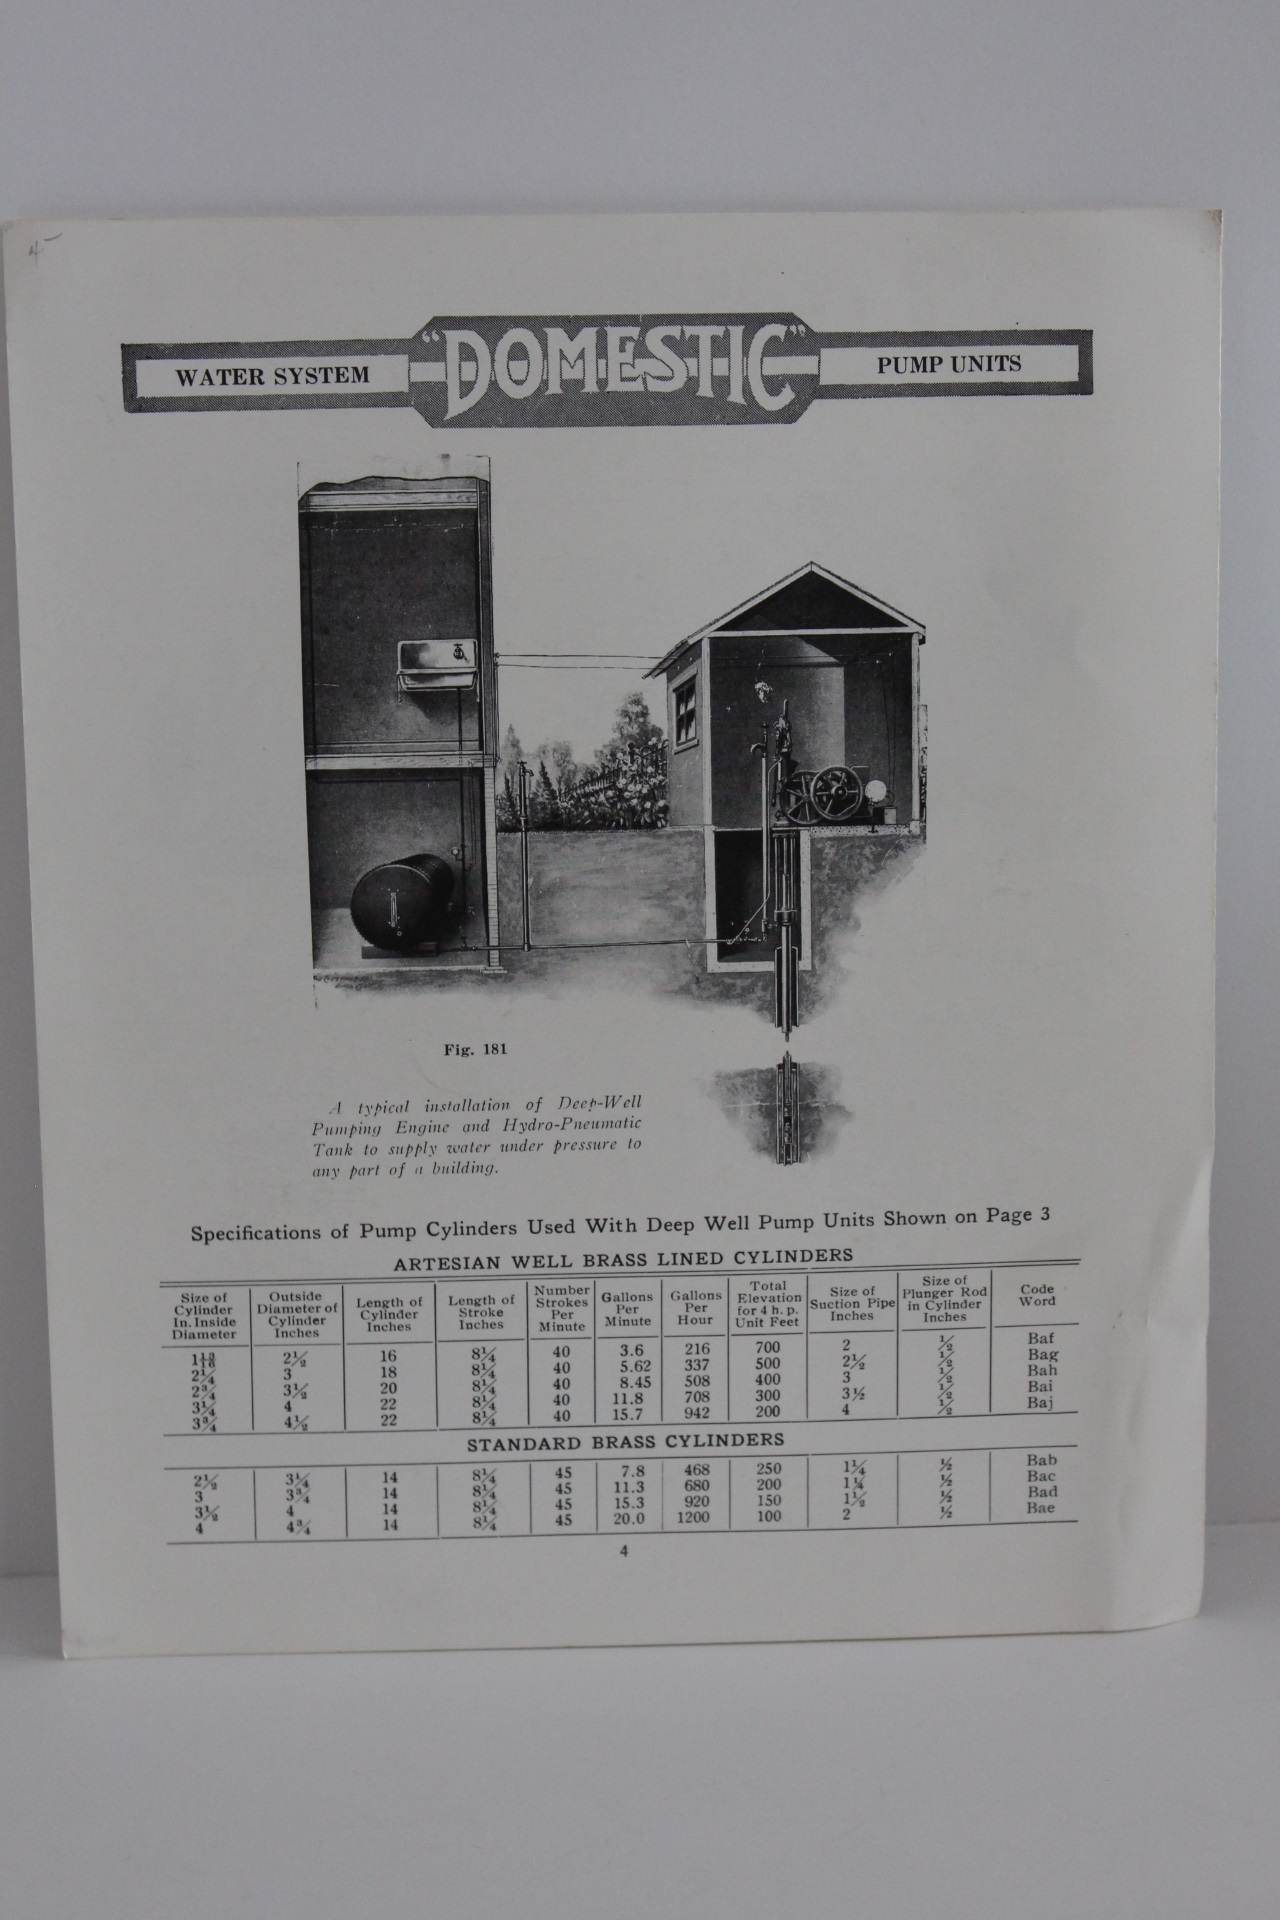 4
WATER SYSTEM "DOMESTIC" PUMP UNITS
Fig. 181
A typical installation of Deep-Well
Pumping Engine and Hydro-Pneumatic
Tank to supply water under pressure to
any part of a building.
Specifications of Pump Cylinders Used With Deep Well Pump Units Shown on Page 3
ARTESIAN WELL BRASS LINED CYLINDERS
Size of Cylinder In. Inside Diameter | Outside Diameter of Cylinder Inches | Length of Cylinder Inches | Length of Stroke Inches | Number Strokes Per Minute | Gallons Per Minute | Gallons Per Hour | Total Elevation for 4 h. p. Unit Feet | Size of Suction Pipe Inches | Size of Plunger Rod in Cylinder Inches | Code Word
1 13/16 | 2½ | 16 | 8¼ | 40 | 3.6 | 216 | 700 | 2 | ½ | Baf
2¼ | 3 | 18 | 8¼ | 40 | 5.62 | 337 | 500 | 2½ | ½ | Bag
2¾ | 3½ | 20 | 8¼ | 40 | 8.45 | 508 | 400 | 3 | ½ | Bah
3¼ | 4 | 22 | 8¼ | 40 | 11.8 | 708 | 300 | 3½ | ½ | Bai
3¾ | 4½ | 22 | 8¼ | 40 | 15.7 | 942 | 200 | 4 | ½ | Baj
STANDARD BRASS CYLINDERS
2½ | 3¼ | 14 | 8¼ | 45 | 7.8 | 468 | 250 | 1¼ | ½ | Bab
3 | 3¾ | 14 | 8¼ | 45 | 11.3 | 680 | 200 | 1¼ | ½ | Bac
3½ | 4 | 14 | 8¼ | 45 | 15.3 | 920 | 150 | 1½ | ½ | Bad
4 | 4¾ | 14 | 8¼ | 45 | 20.0 | 1200 | 100 | 2 | ½ | Bae
4